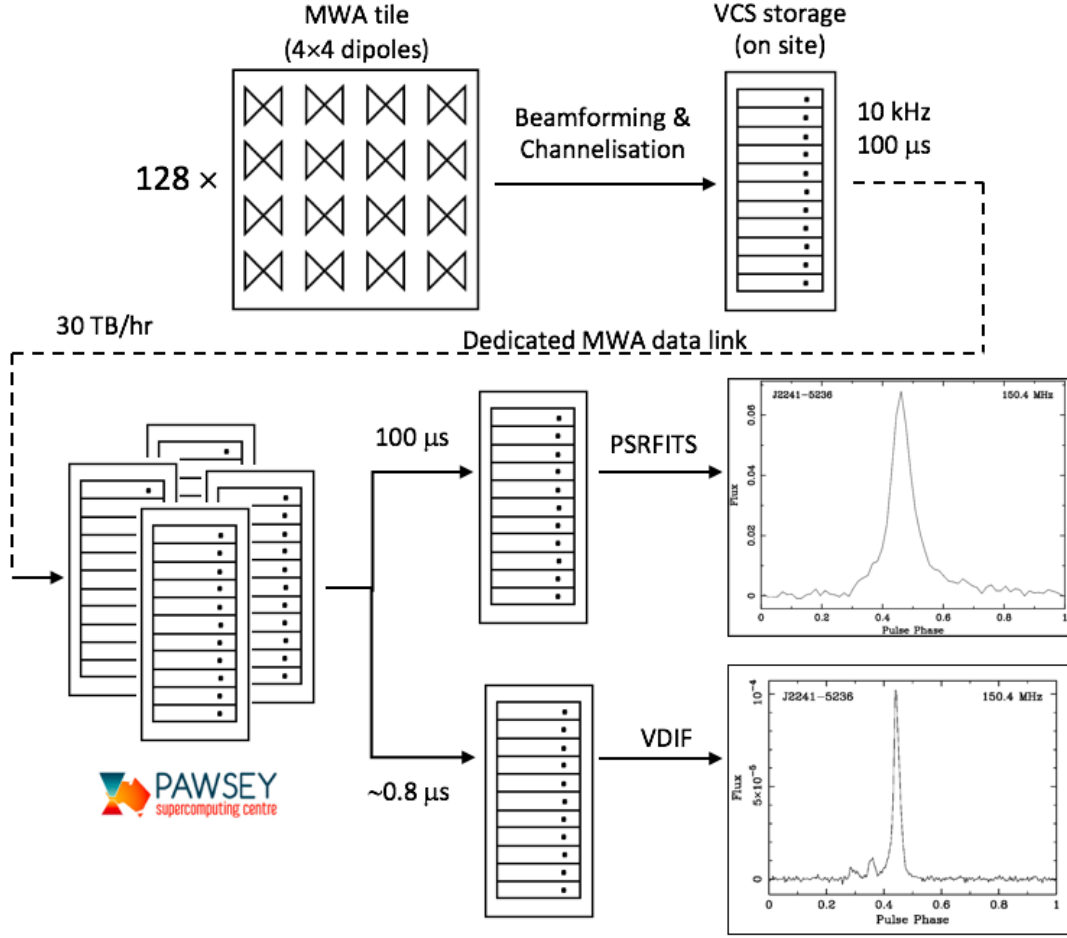 MWA tile
(4×4 dipoles)
VCS storage
(on site)
128 ×
Beamforming &
Channelisation
10 kHz
100 µs
30 TB/hr
Dedicated MWA data link
100 µs
PSRFITS
J2241-5236 150.4 MHz
Flux
0.06
0.04
0.02
0
0 0.2 0.4 0.6 0.8 1
Pulse Phase
PAWSEY
supercomputing centre
~0.8 µs
VDIF
J2241-5236 150.4 MHz
Flux
10⁻⁴
5×10⁻⁵
0
0 0.2 0.4 0.6 0.8 1
Pulse Phase